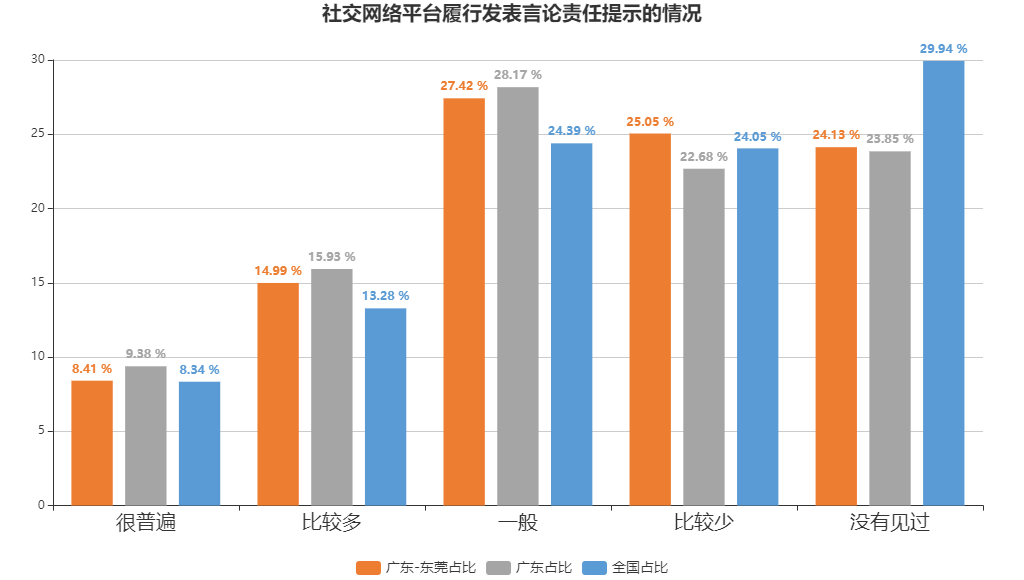 社交网络平台履行发表言论责任提示的情况
30
25
20
15
10
5
0
8.41 %
9.38 %
8.34 %
14.99 %
15.93 %
13.28 %
27.42 %
28.17 %
24.39 %
25.05 %
22.68 %
24.05 %
24.13 %
23.85 %
29.94 %
很普遍
比较多
一般
比较少
没有见过
广东-东莞占比
广东占比
全国占比